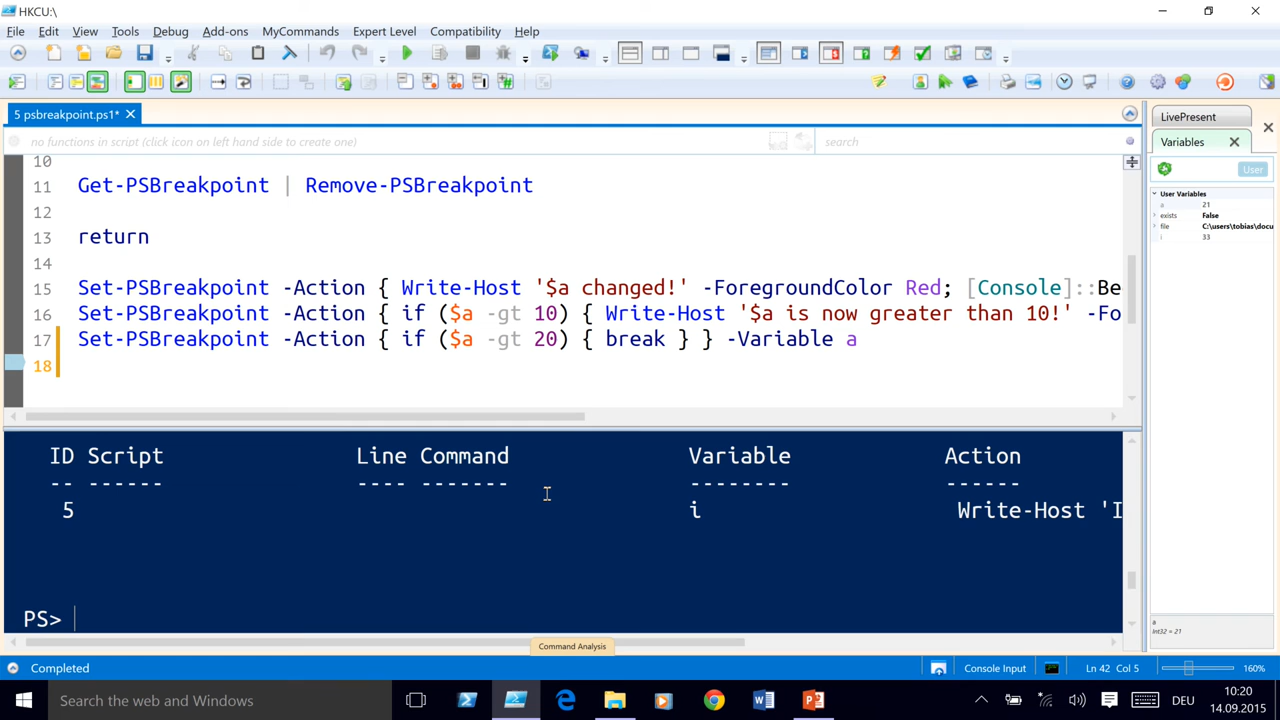 HKCU:\
File Edit View Tools Debug Add-ons MyCommands Expert Level Compatibility Help
5 psbreakpoint.ps1*
LivePresent
no functions in script (click icon on left hand side to create one)
search
Variables
User
User Variables
a 21
exists False
file C:\users\tobias\docu
i 33
10
11 Get-PSBreakpoint | Remove-PSBreakpoint
12
13 return
14
15 Set-PSBreakpoint -Action { Write-Host '$a changed!' -ForegroundColor Red; [Console]::Be
16 Set-PSBreakpoint -Action { if ($a -gt 10) { Write-Host '$a is now greater than 10!' -Fo
17 Set-PSBreakpoint -Action { if ($a -gt 20) { break } } -Variable a
18
ID Script Line Command Variable Action
-- ------ ---- ------- -------- ------
5 i Write-Host 'I
PS>
a
Int32 = 21
Command Analysis
Completed
Console Input
Ln 42 Col 5
160%
Search the web and Windows
DEU
10:20
14.09.2015